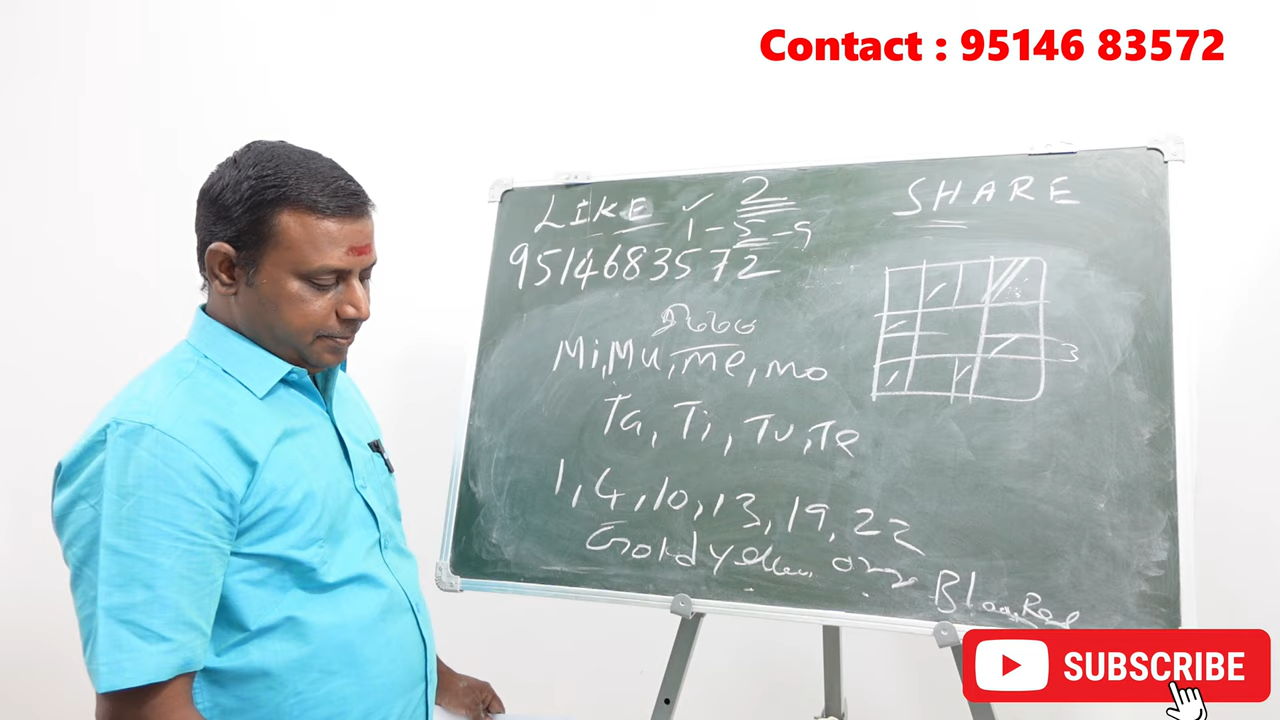 Contact : 95146 83572
LIKE ✓ 2
SHARE
1 - 5 - 9
9514683572
3
Mi, Mu, me, mo
Ta, Ti, Tu, Te
1, 4, 10, 13, 19, 22
Gold yellow,
SUBSCRIBE